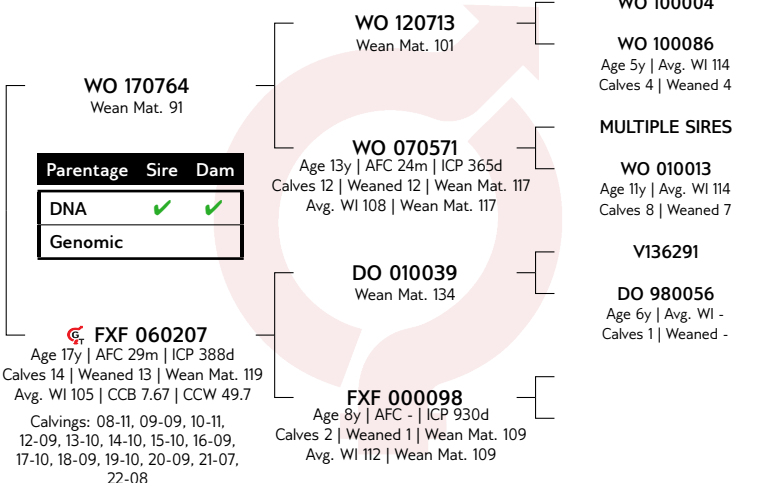 WO 170764
Wean Mat. 91
Parentage Sire Dam
DNA ✔ ✔
Genomic
FXF 060207
Age 17y | AFC 29m | ICP 388d
Calves 14 | Weaned 13 | Wean Mat. 119
Avg. WI 105 | CCB 7.67 | CCW 49.7
Calvings: 08-11, 09-09, 10-11,
12-09, 13-10, 14-10, 15-10, 16-09,
17-10, 18-09, 19-10, 20-09, 21-07,
22-08
WO 120713
Wean Mat. 101
WO 070571
Age 13y | AFC 24m | ICP 365d
Calves 12 | Weaned 12 | Wean Mat. 117
Avg. WI 108 | Wean Mat. 117
DO 010039
Wean Mat. 134
FXF 000098
Age 8y | AFC - | ICP 930d
Calves 2 | Weaned 1 | Wean Mat. 109
Avg. WI 112 | Wean Mat. 109
WO 100004
WO 100086
Age 5y | Avg. WI 114
Calves 4 | Weaned 4
MULTIPLE SIRES
WO 010013
Age 11y | Avg. WI 114
Calves 8 | Weaned 7
V136291
DO 980056
Age 6y | Avg. WI -
Calves 1 | Weaned -